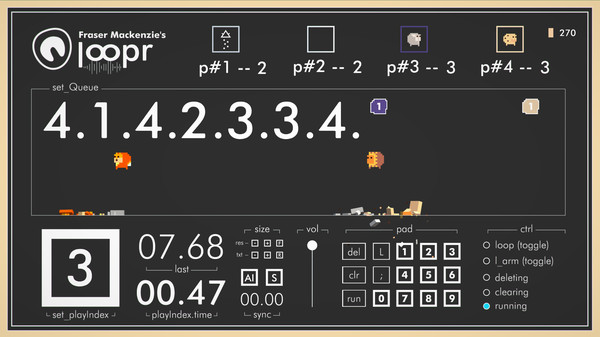 Fraser Mackenzie's
loopr
270
p#1 -- 2
p#2 -- 2
p#3 -- 3
p#4 -- 3
set_Queue
4.1.4.2.3.3.4.
1
1
3
set_playIndex
07.68
last
00.47
playIndex.time
size
res
txt
AI S
00.00
sync
vol
pad
del L 1 2 3
clr ; 4 5 6
run 0 7 8 9
ctrl
loop (toggle)
l_arm (toggle)
deleting
clearing
running